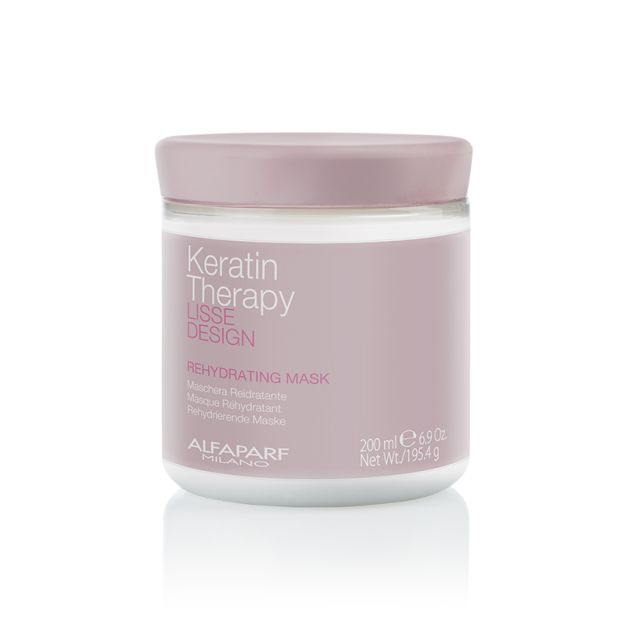 Keratin
Therapy
LISSE
DESIGN
REHYDRATING MASK
Maschera Reidratante
Masque Réhydratant
Rehydrierende Maske
ALFAPARF
MILANO
200 ml ℮ 6.9 Oz.
Net Wt./195.4 g